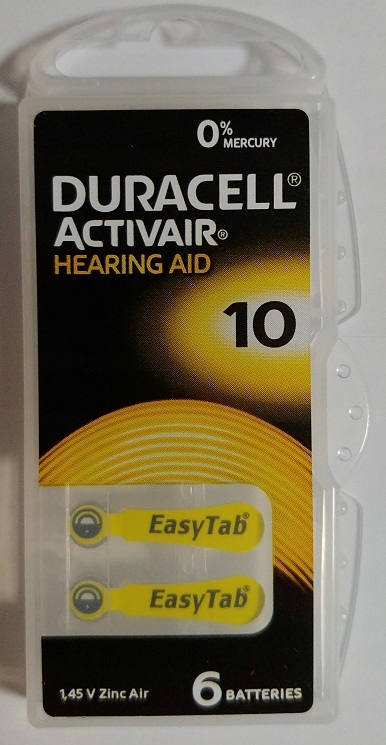 0%
MERCURY
DURACELL®
ACTIVAIR®
HEARING AID
10
EasyTab®
EasyTab®
1,45 V Zinc Air
6 BATTERIES